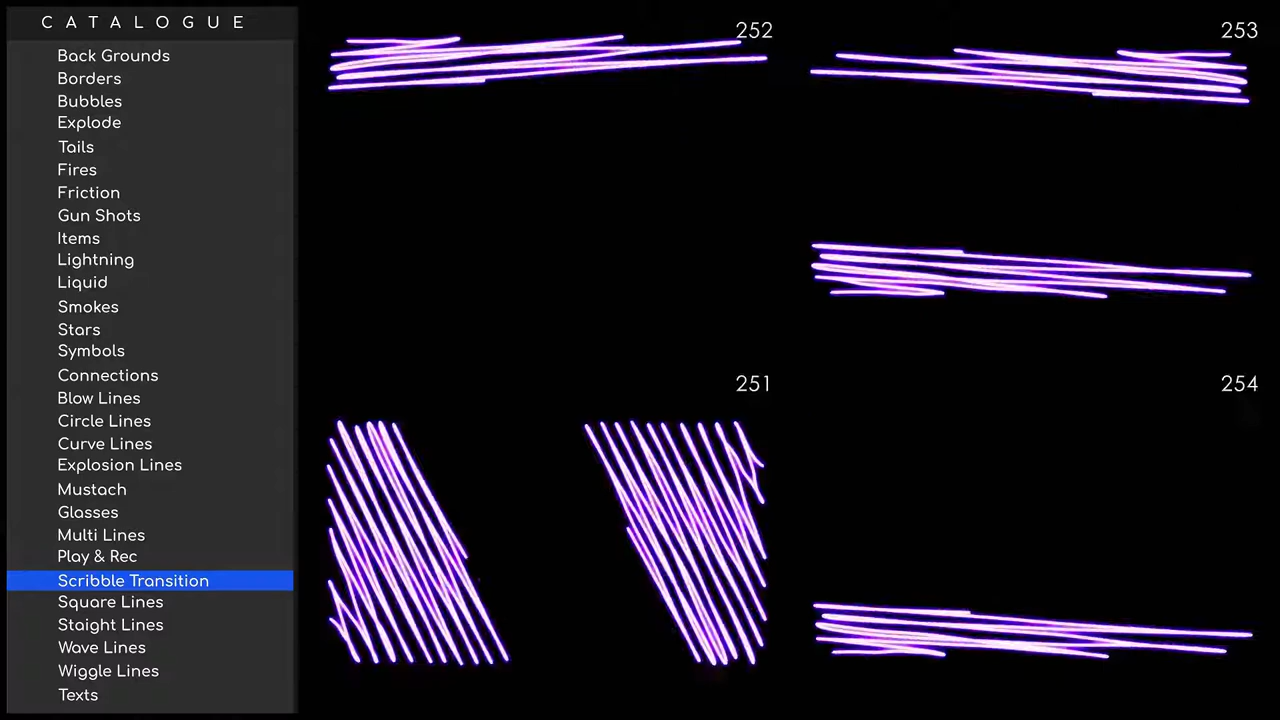 CATALOGUE
Back Grounds
Borders
Bubbles
Explode
Tails
Fires
Friction
Gun Shots
Items
Lightning
Liquid
Smokes
Stars
Symbols
Connections
Blow Lines
Circle Lines
Curve Lines
Explosion Lines
Mustach
Glasses
Multi Lines
Play & Rec
Scribble Transition
Square Lines
Staight Lines
Wave Lines
Wiggle Lines
Texts
252
253
251
254